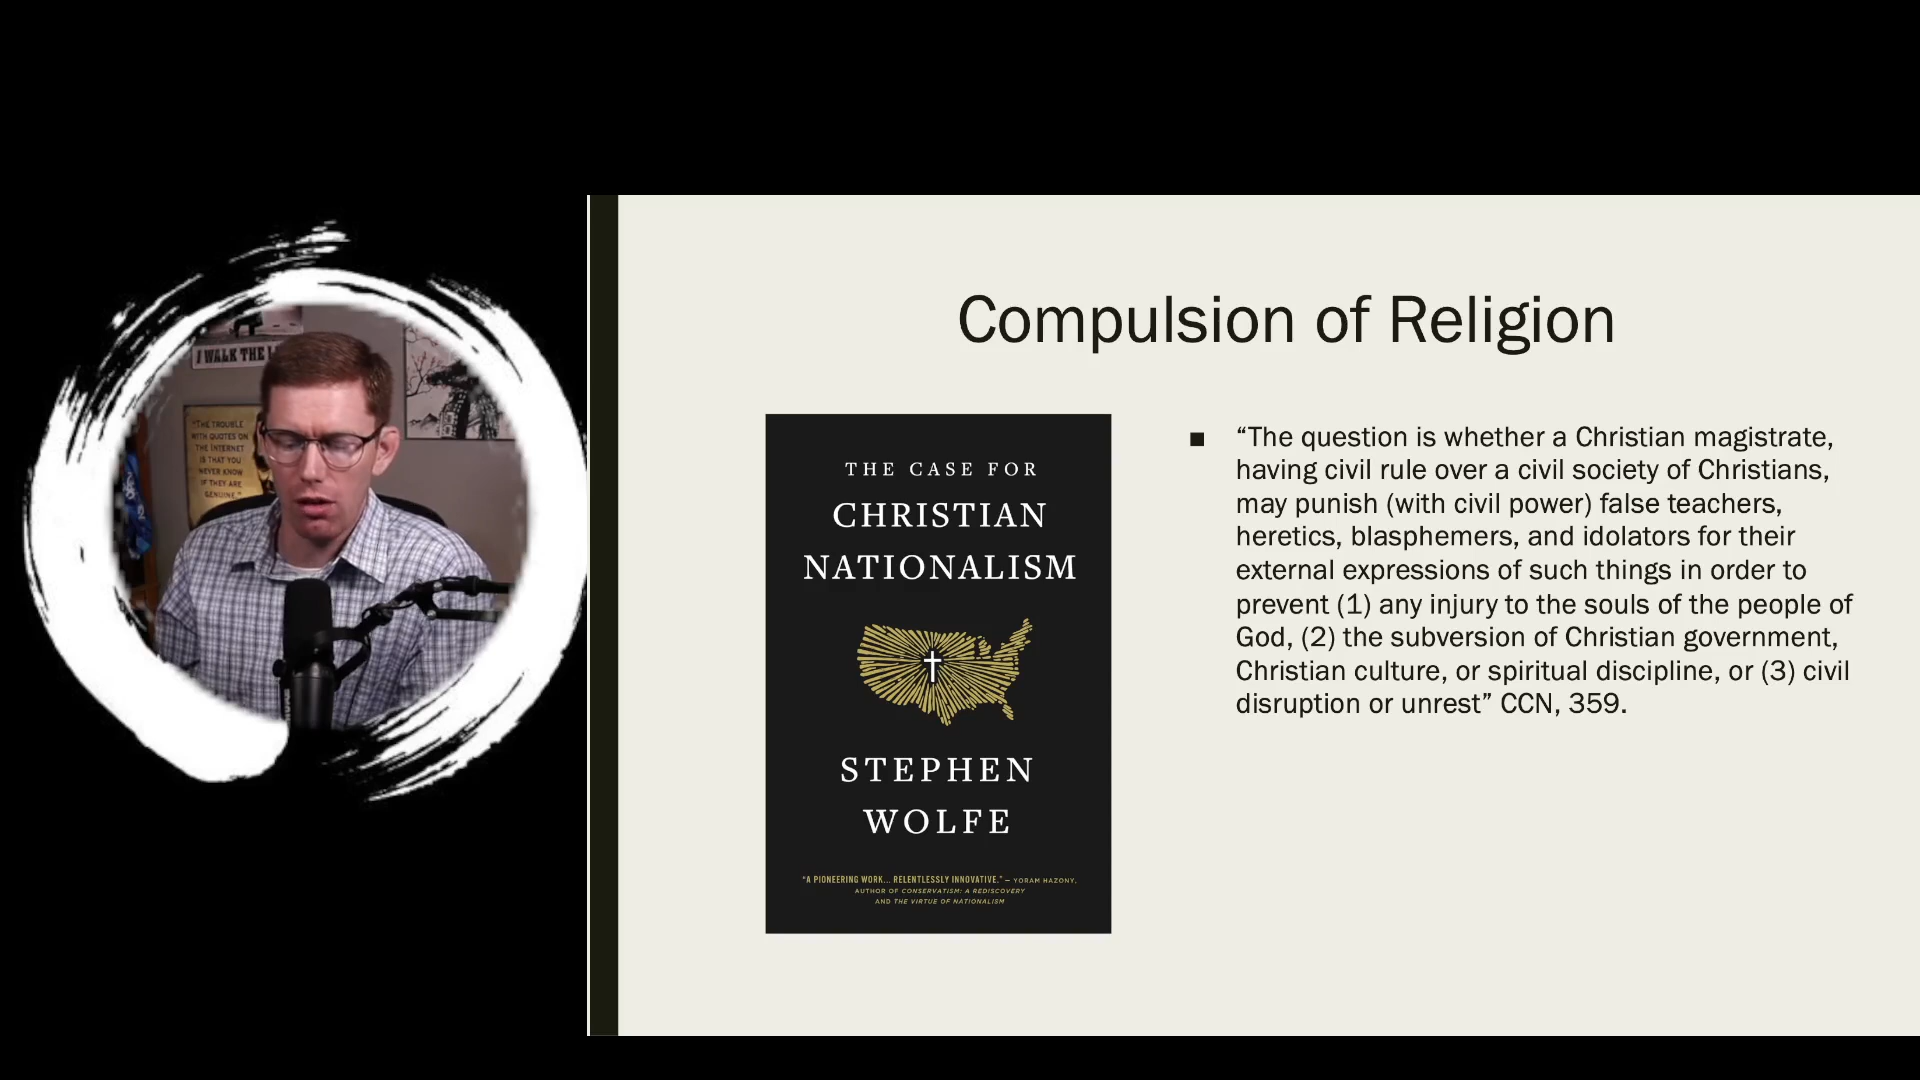 I WALK THE
"THE TROUBLE
WITH QUOTES ON
THE INTERNET
IS THAT YOU
NEVER KNOW
IF THEY ARE
GENUINE."
Compulsion of Religion
THE CASE FOR
CHRISTIAN
NATIONALISM
STEPHEN
WOLFE
"A PIONEERING WORK... RELENTLESSLY INNOVATIVE." – YORAM HAZONY,
AUTHOR OF CONSERVATISM: A REDISCOVERY
AND THE VIRTUE OF NATIONALISM
■ “The question is whether a Christian magistrate,
having civil rule over a civil society of Christians,
may punish (with civil power) false teachers,
heretics, blasphemers, and idolators for their
external expressions of such things in order to
prevent (1) any injury to the souls of the people of
God, (2) the subversion of Christian government,
Christian culture, or spiritual discipline, or (3) civil
disruption or unrest” CCN, 359.